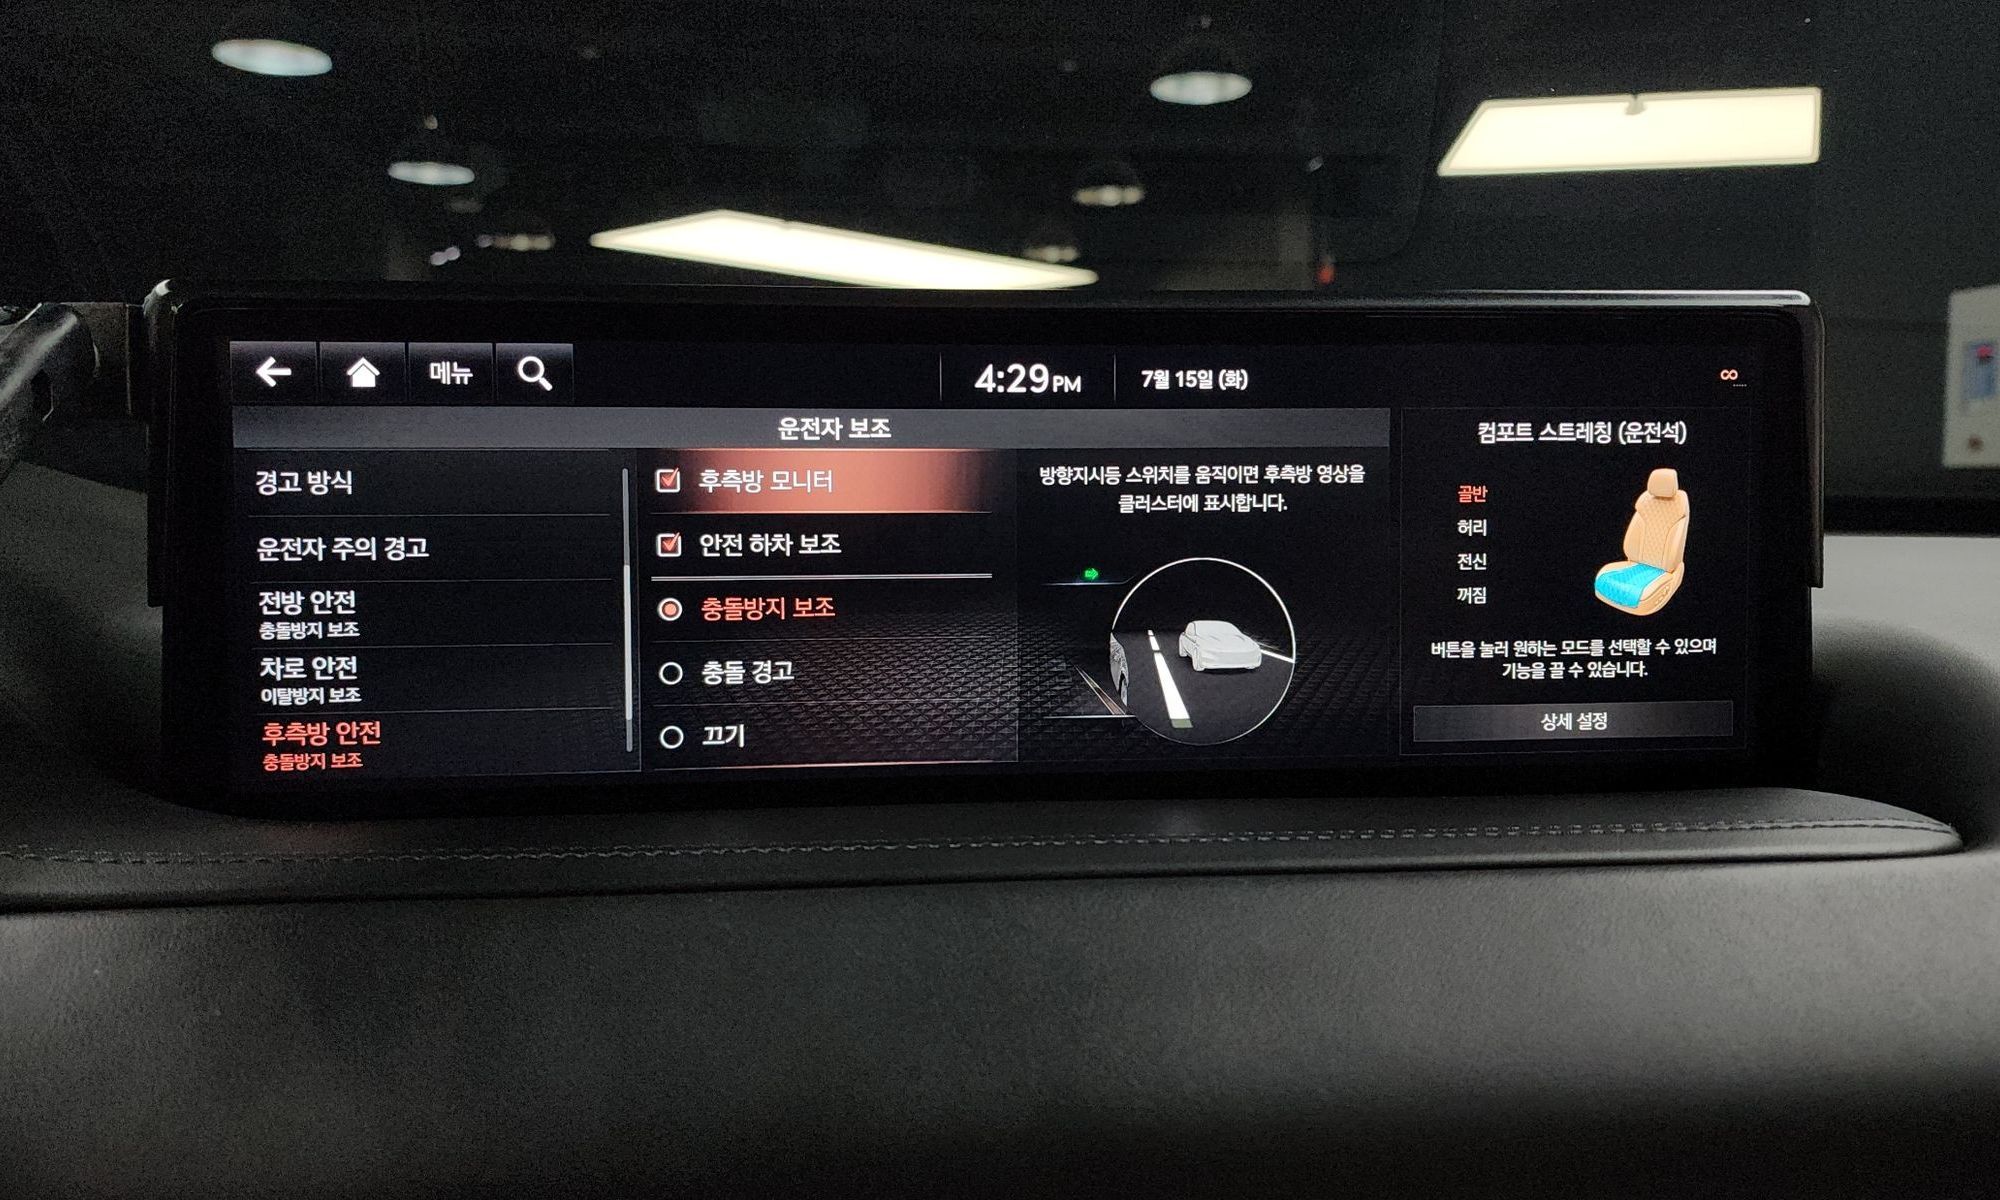 메뉴
4:29 PM
7월 15일 (화)
운전자 보조
경고 방식
운전자 주의 경고
전방 안전
충돌방지 보조
차로 안전
이탈방지 보조
후측방 안전
충돌방지 보조
후측방 모니터
안전 하차 보조
충돌방지 보조
충돌 경고
끄기
방향지시등 스위치를 움직이면 후측방 영상을
클러스터에 표시합니다.
컴포트 스트레칭 (운전석)
골반
허리
전신
꺼짐
버튼을 눌러 원하는 모드를 선택할 수 있으며
기능을 끌 수 있습니다.
상세 설정